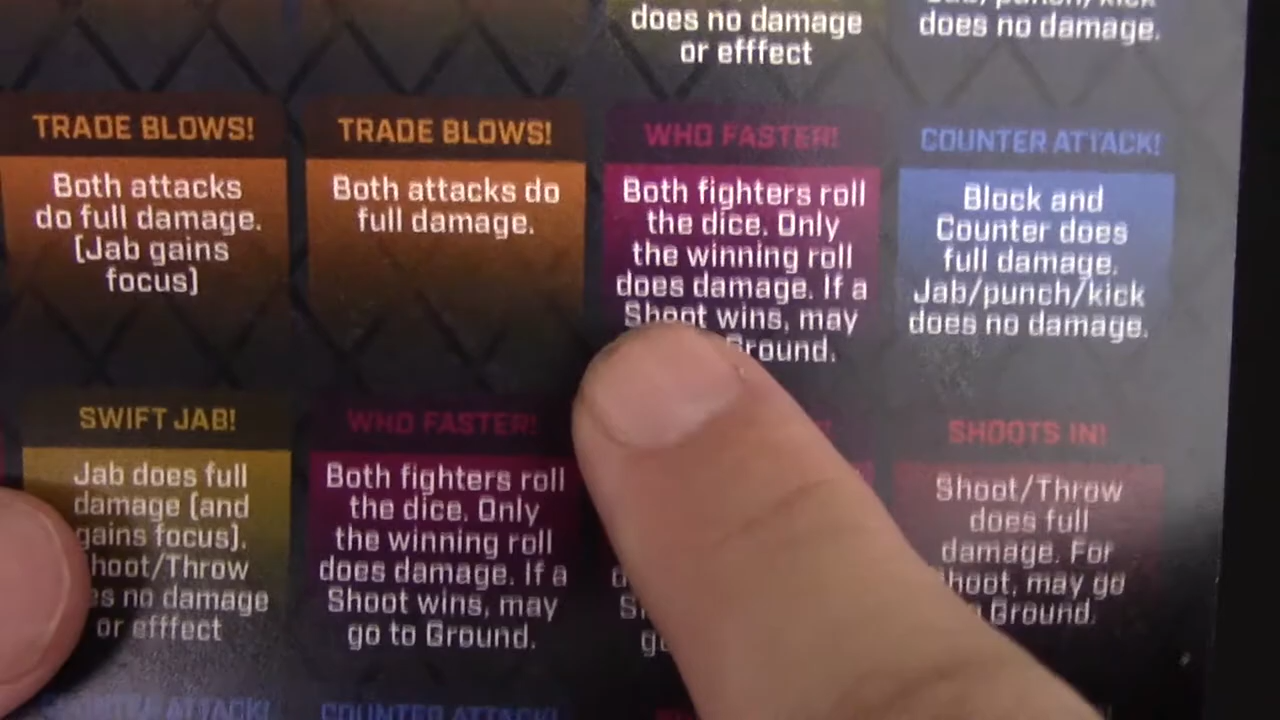 does no damage
or efffect
does no damage.
TRADE BLOWS!
Both attacks
do full damage.
[Jab gains
focus]
TRADE BLOWS!
Both attacks do
full damage.
WHO FASTER!
Both fighters roll
the dice. Only
the winning roll
does damage. If a
Shoot wins, may
Ground.
COUNTER ATTACK!
Block and
Counter does
full damage.
Jab/punch/kick
does no damage.
SWIFT JAB!
Jab does full
damage [and
gains focus].
Shoot/Throw
no damage
or efffect
WHO FASTER!
Both fighters roll
the dice. Only
the winning roll
does damage. If a
Shoot wins, may
go to Ground.
SHOOTS IN!
Shoot/Throw
does full
damage. For
Shoot, may go
Ground.
COUNTER ATTACK!
COUNTER ATTACK!